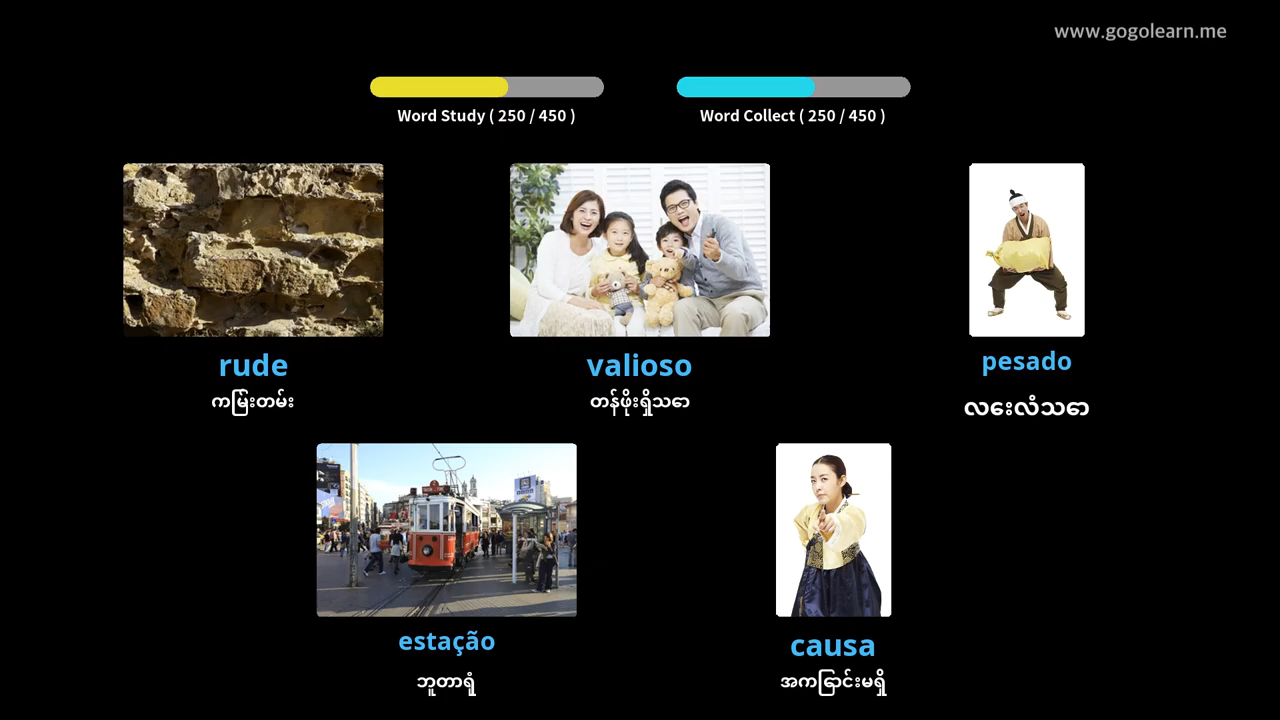 www.gogolearn.me
Word Study ( 250 / 450 )
Word Collect ( 250 / 450 )
rude
ကမြ်းတမ်း
valioso
တန်ဖိုးရှိသော
pesado
လေးလံသော
estação
ဘူတာရုံ
causa
အကြောင်းမရှိ